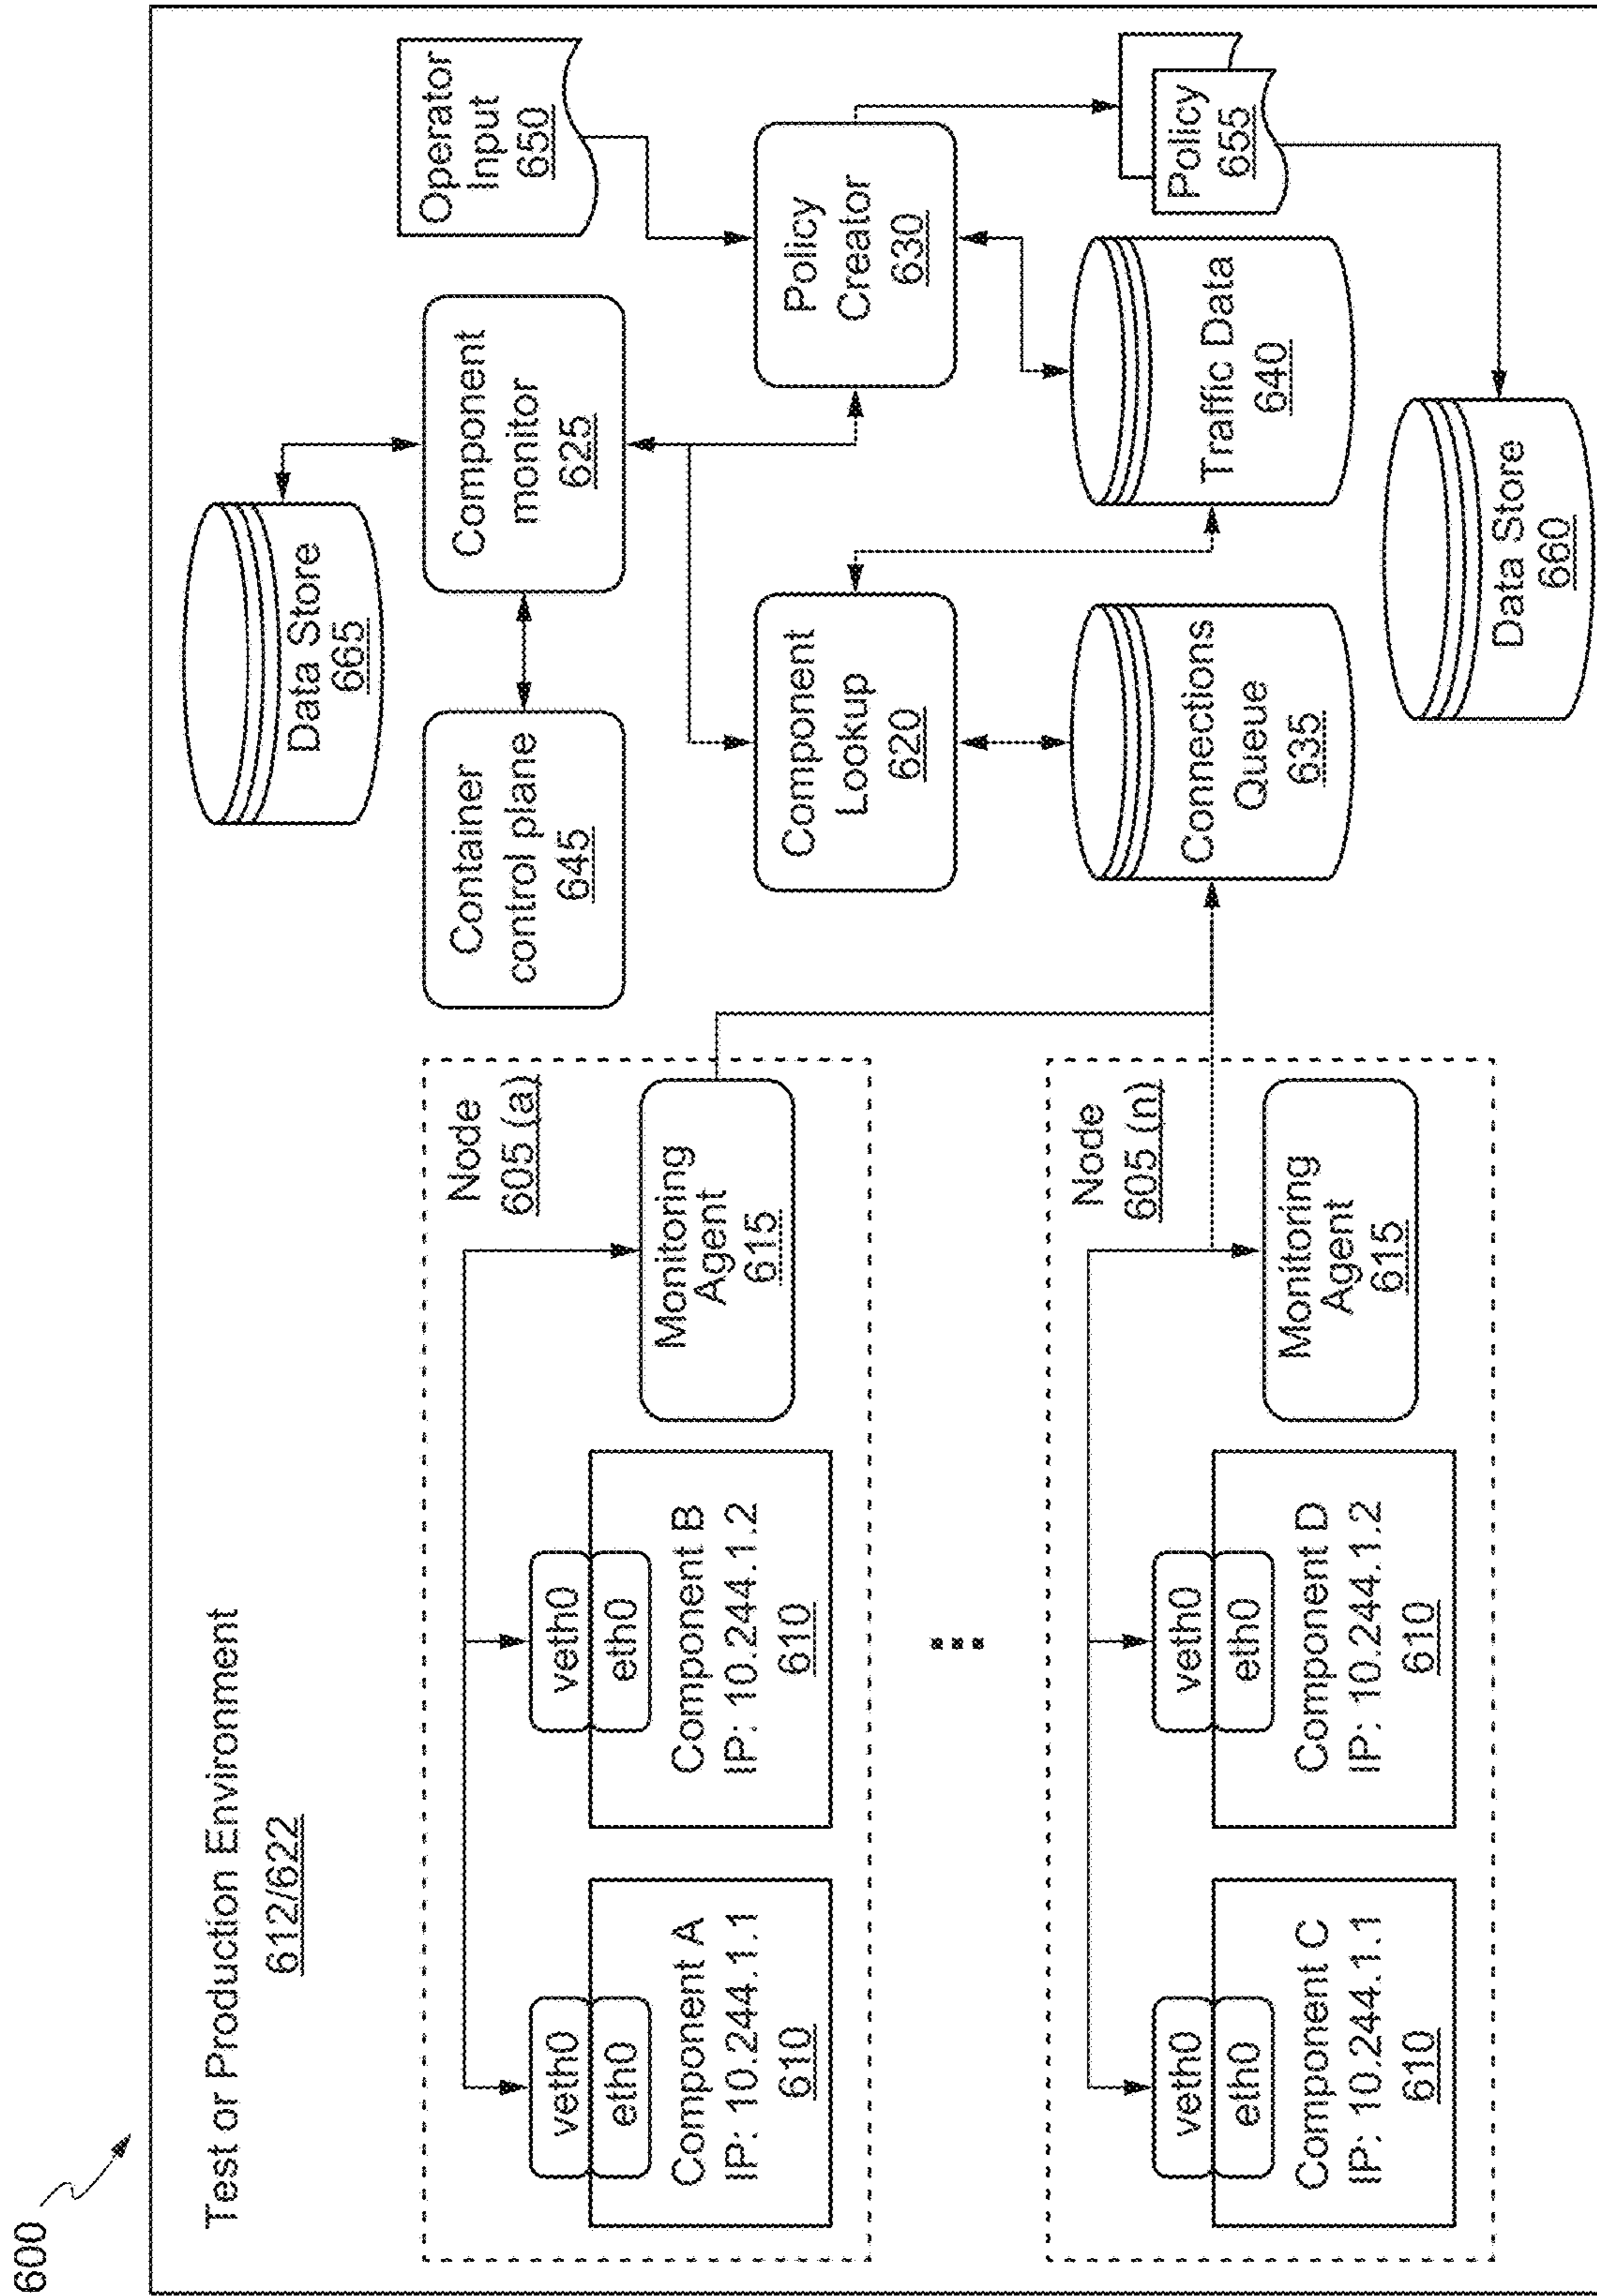 600
Test or Production Environment
612/622
Node
605 (a)
veth0
eth0
Component A
IP: 10.244.1.1
610
veth0
eth0
Component B
IP: 10.244.1.2
610
Monitoring
Agent
615
Node
605 (n)
veth0
eth0
Component C
IP: 10.244.1.1
610
veth0
eth0
Component D
IP: 10.244.1.2
610
Monitoring
Agent
615
Data Store
665
Container
control plane
645
Component
monitor
625
Operator
Input
650
Component
Lookup
620
Policy
Creator
630
Connections
Queue
635
Traffic Data
640
Policy
655
Data Store
660